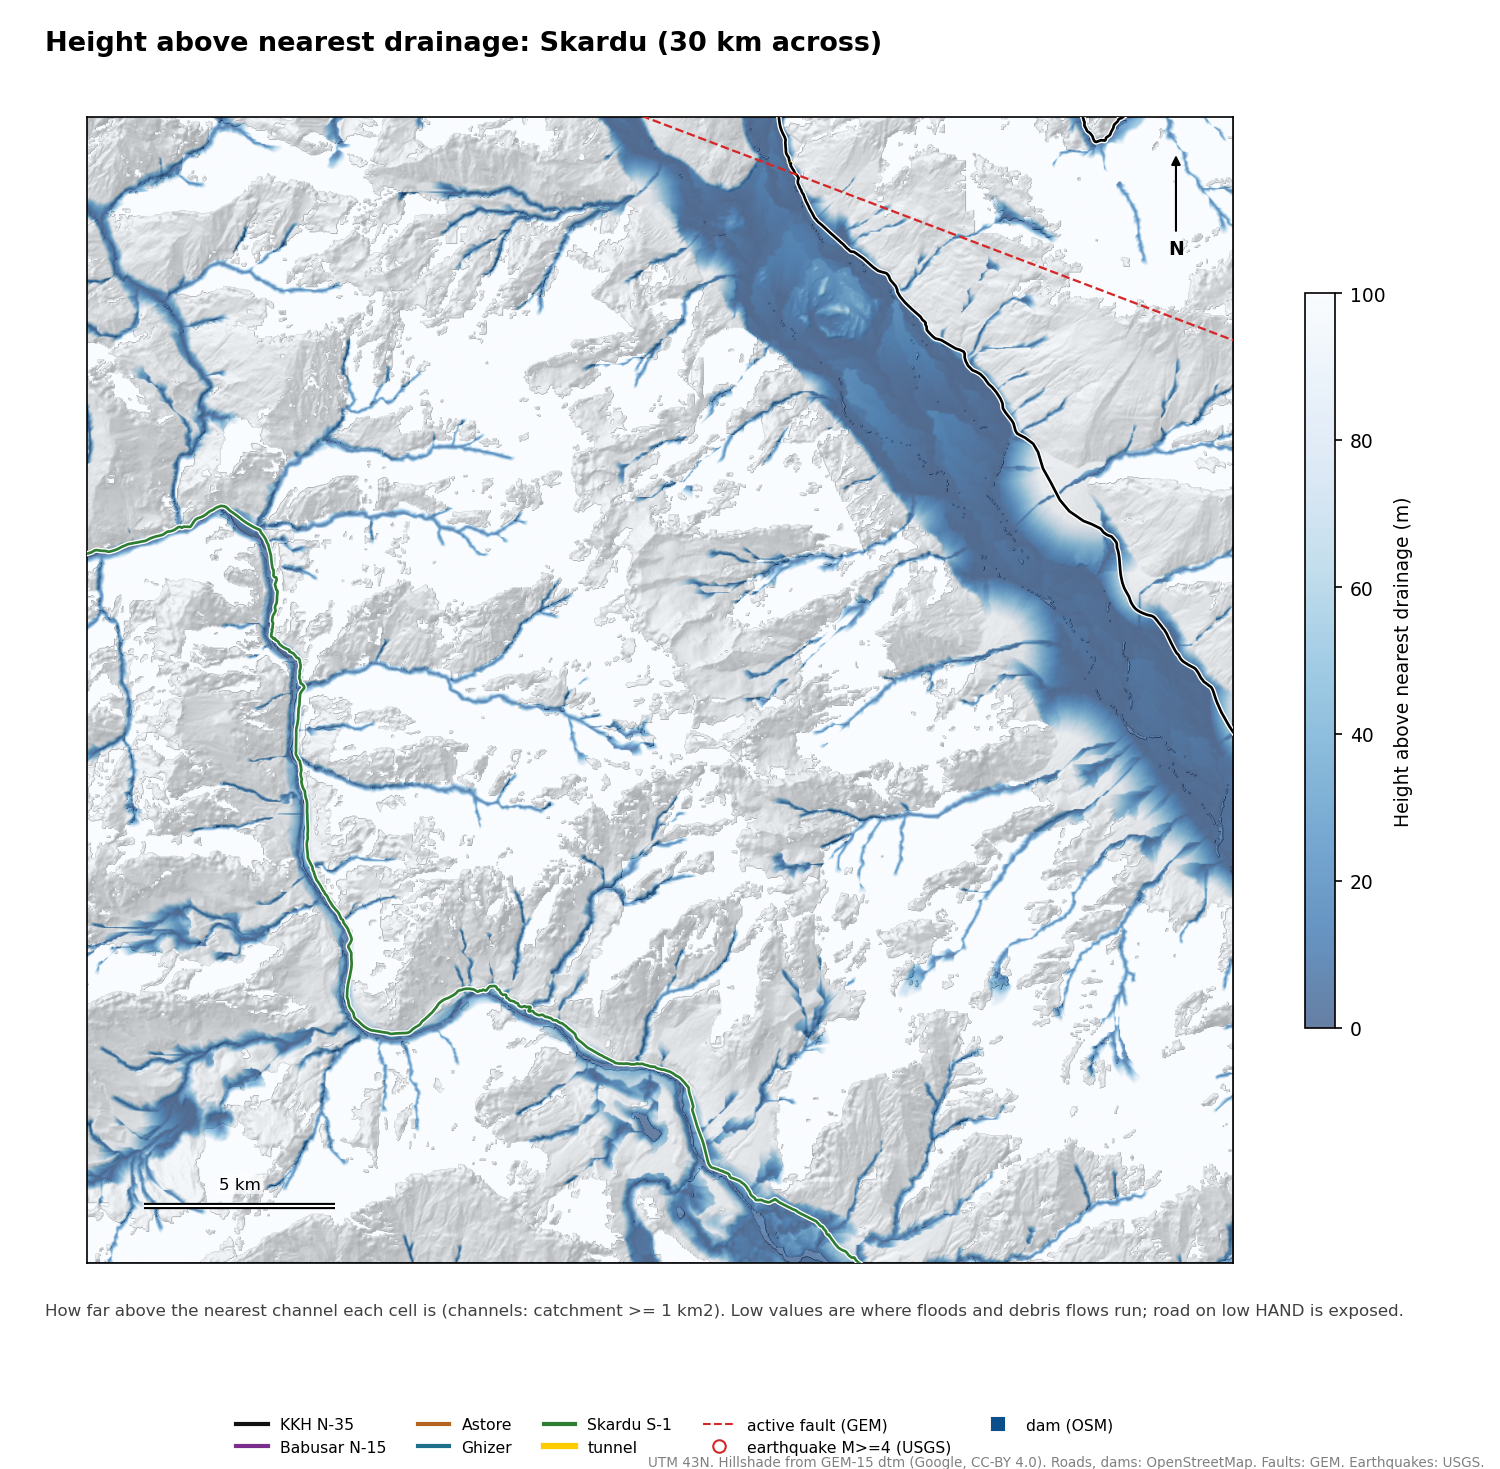 Height above nearest drainage: Skardu (30 km across)
N
100
80
60
40
20
0
Height above nearest drainage (m)
5 km
How far above the nearest channel each cell is (channels: catchment >= 1 km2). Low values are where floods and debris flows run; road on low HAND is exposed.
KKH N-35
Babusar N-15
Astore
Ghizer
Skardu S-1
tunnel
active fault (GEM)
earthquake M>=4 (USGS)
dam (OSM)
UTM 43N. Hillshade from GEM-15 dtm (Google, CC-BY 4.0). Roads, dams: OpenStreetMap. Faults: GEM. Earthquakes: USGS.